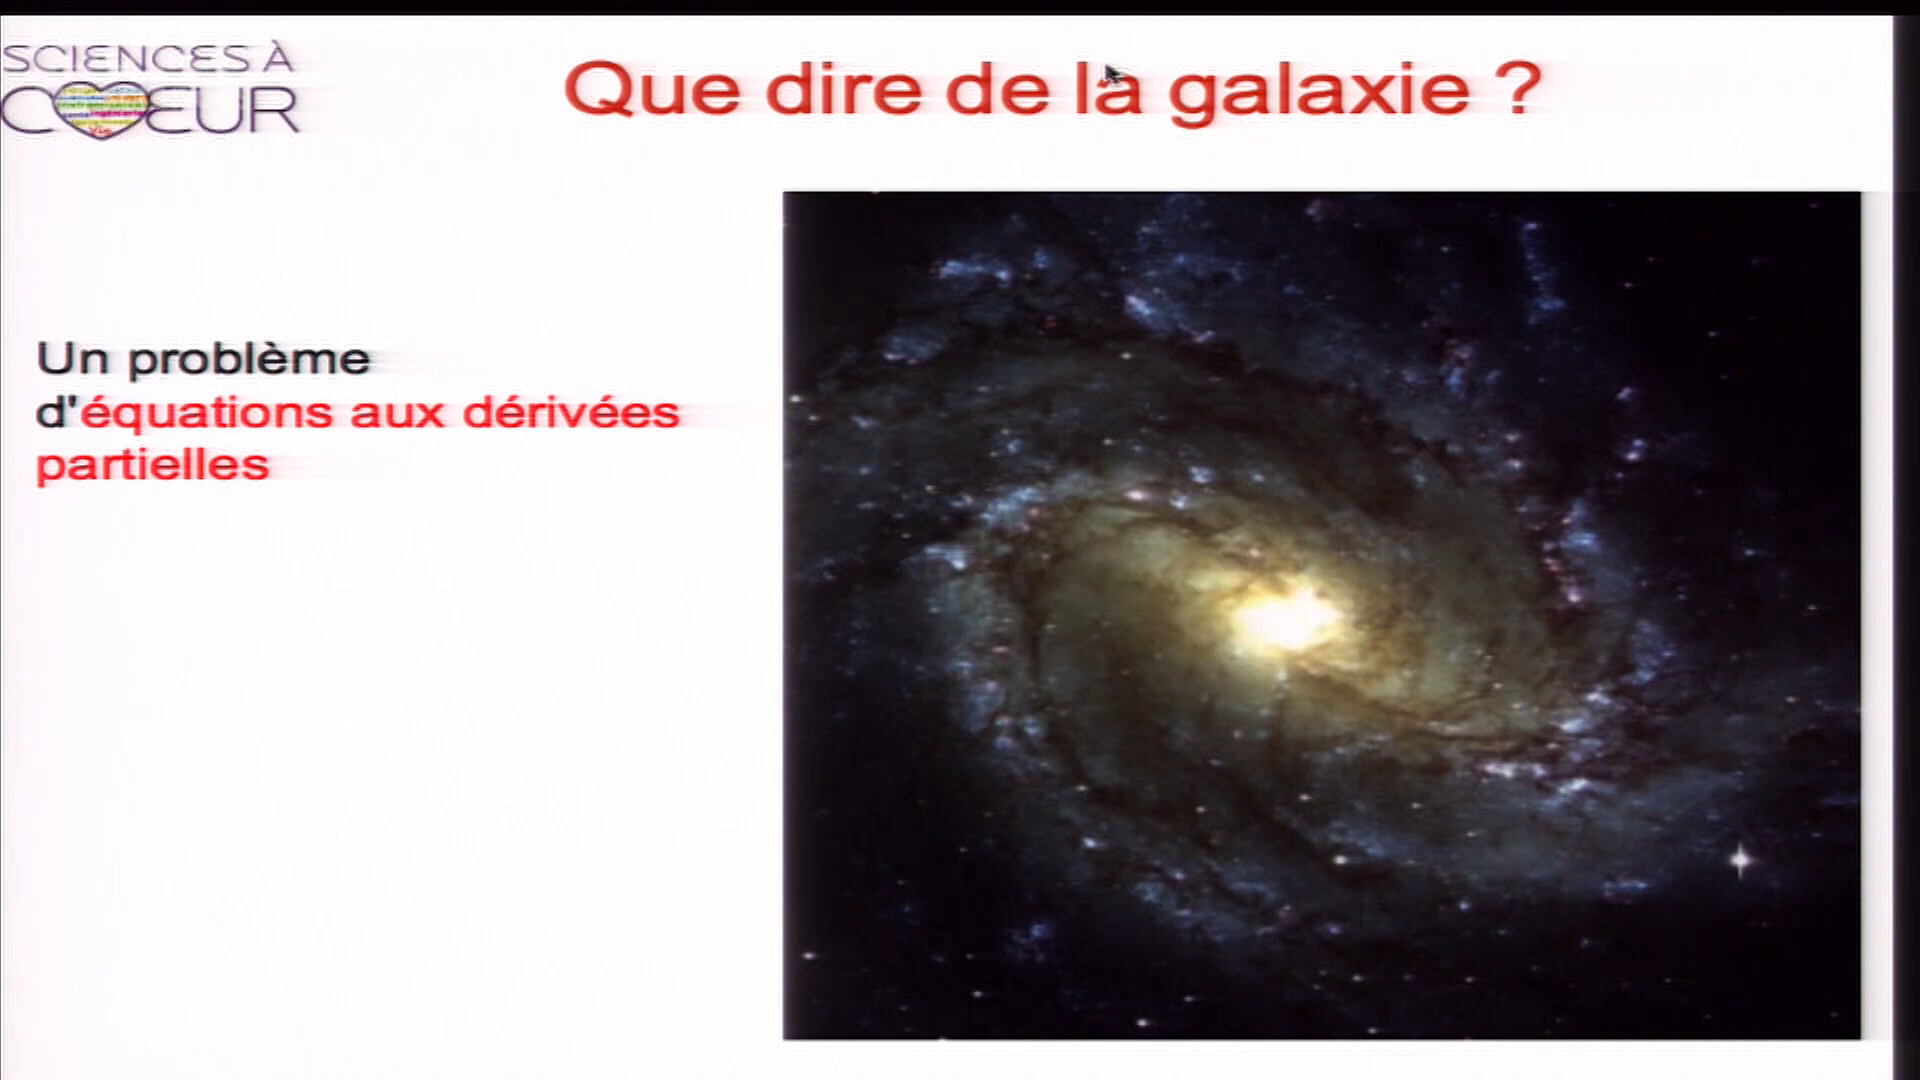 SCIENCES À
CŒUR
Que dire de la galaxie ?
Un problème
d'équations aux dérivées
partielles